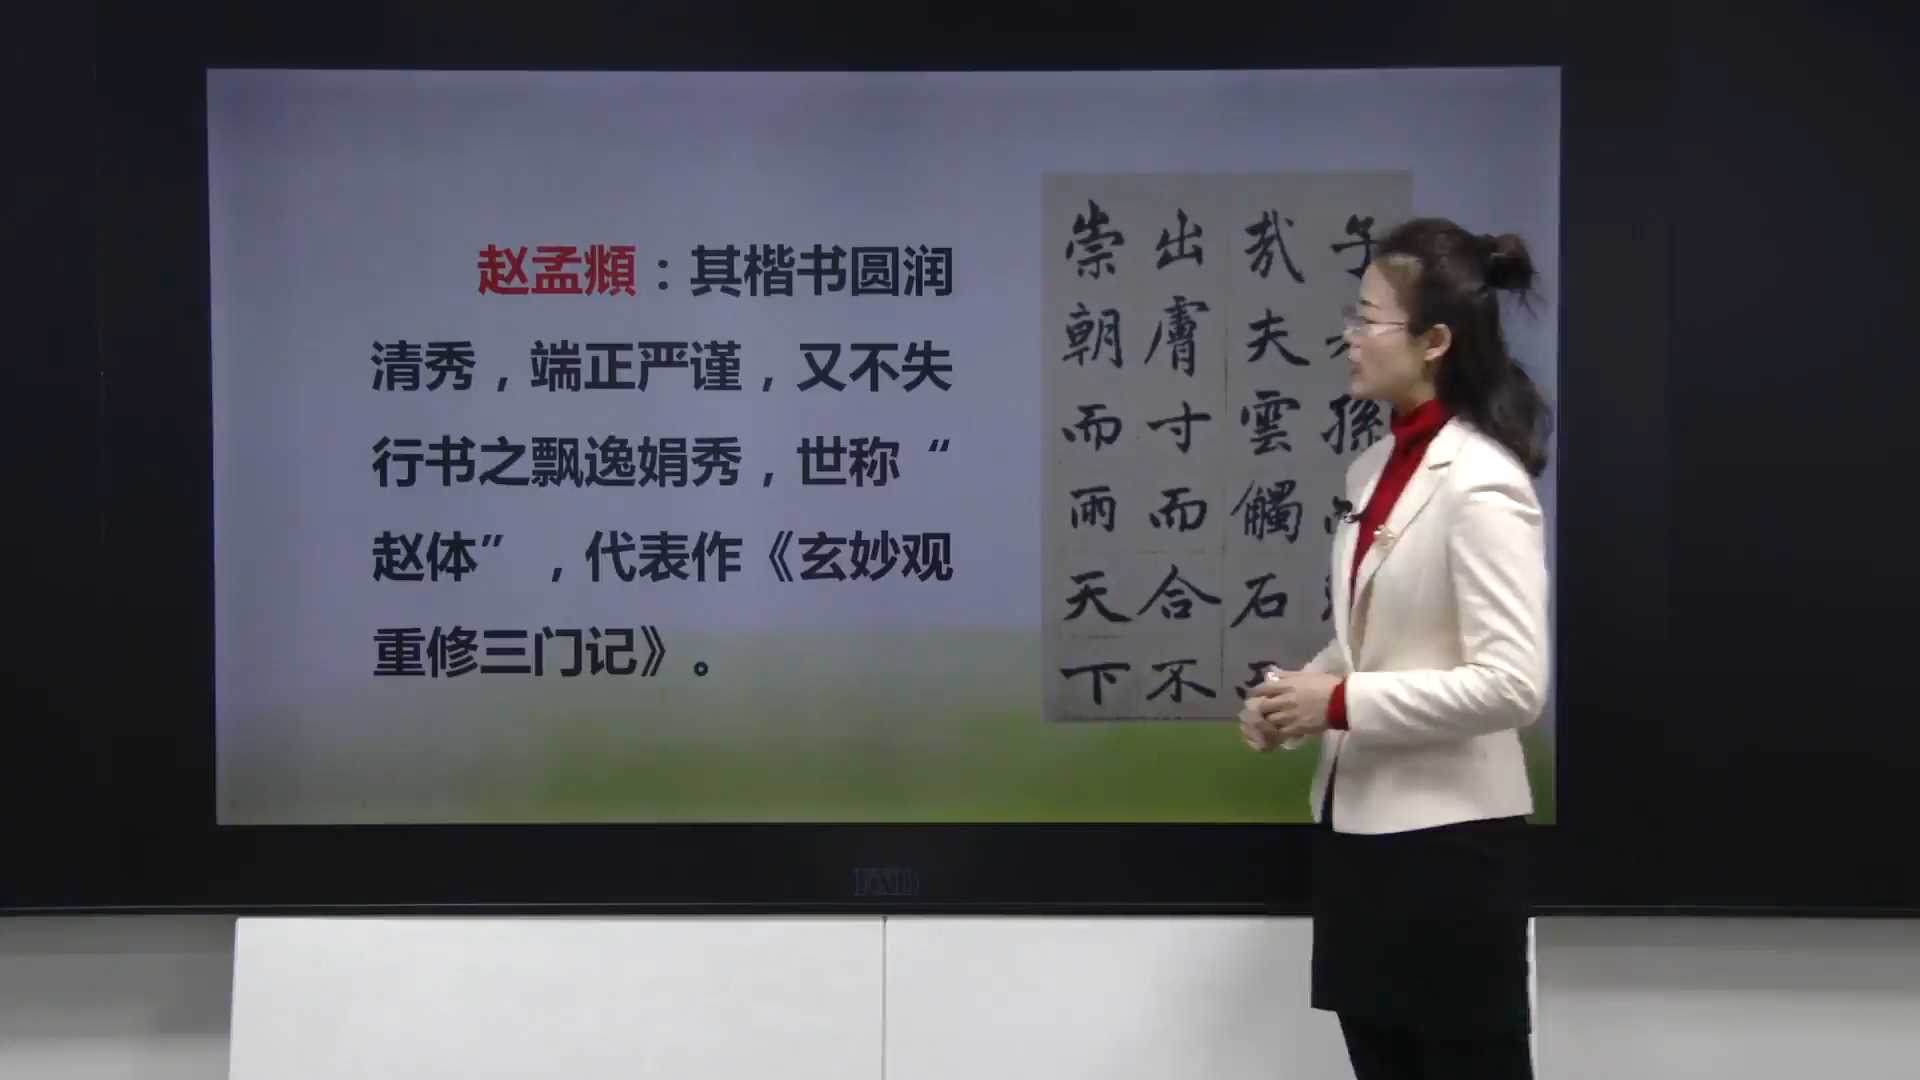 赵孟頫：其楷书圆润
清秀，端正严谨，又不失
行书之飘逸娟秀，世称“
赵体”，代表作《玄妙观
重修三门记》。
孫
哉夫雲觸石
出膚寸而合不
崇朝而雨天下